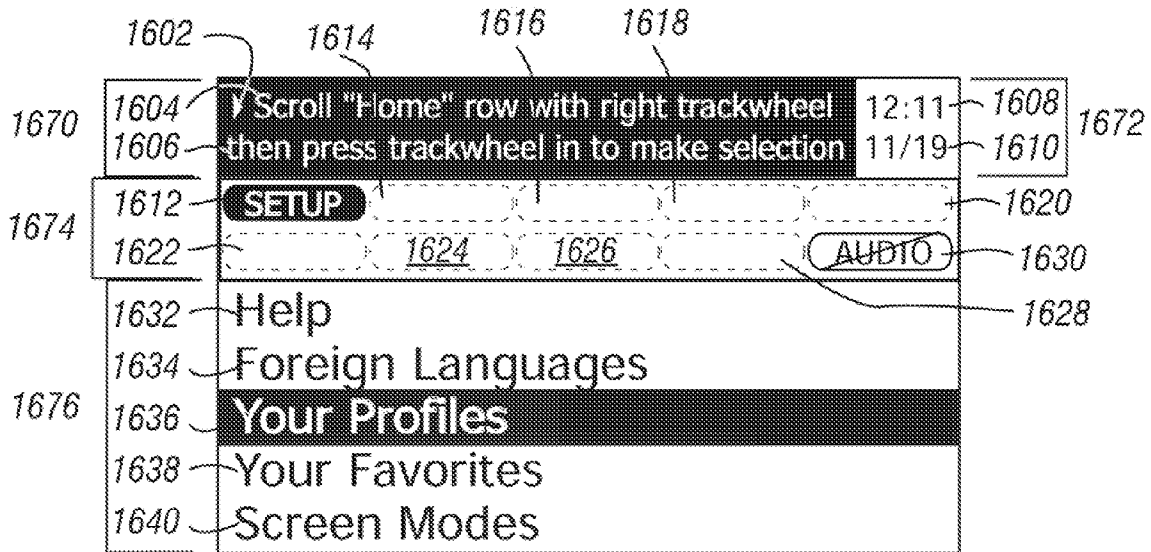 1602 1614 1616 1618
1670 1604 Scroll "Home" row with right trackwheel 12:11 1608 1672
1606 then press trackwheel in to make selection 11/19 1610
1674 1612 SETUP 1620
1622 1624 1626 AUDIO 1630
1628
1632 Help
1634 Foreign Languages
1676 1636 Your Profiles
1638 Your Favorites
1640 Screen Modes